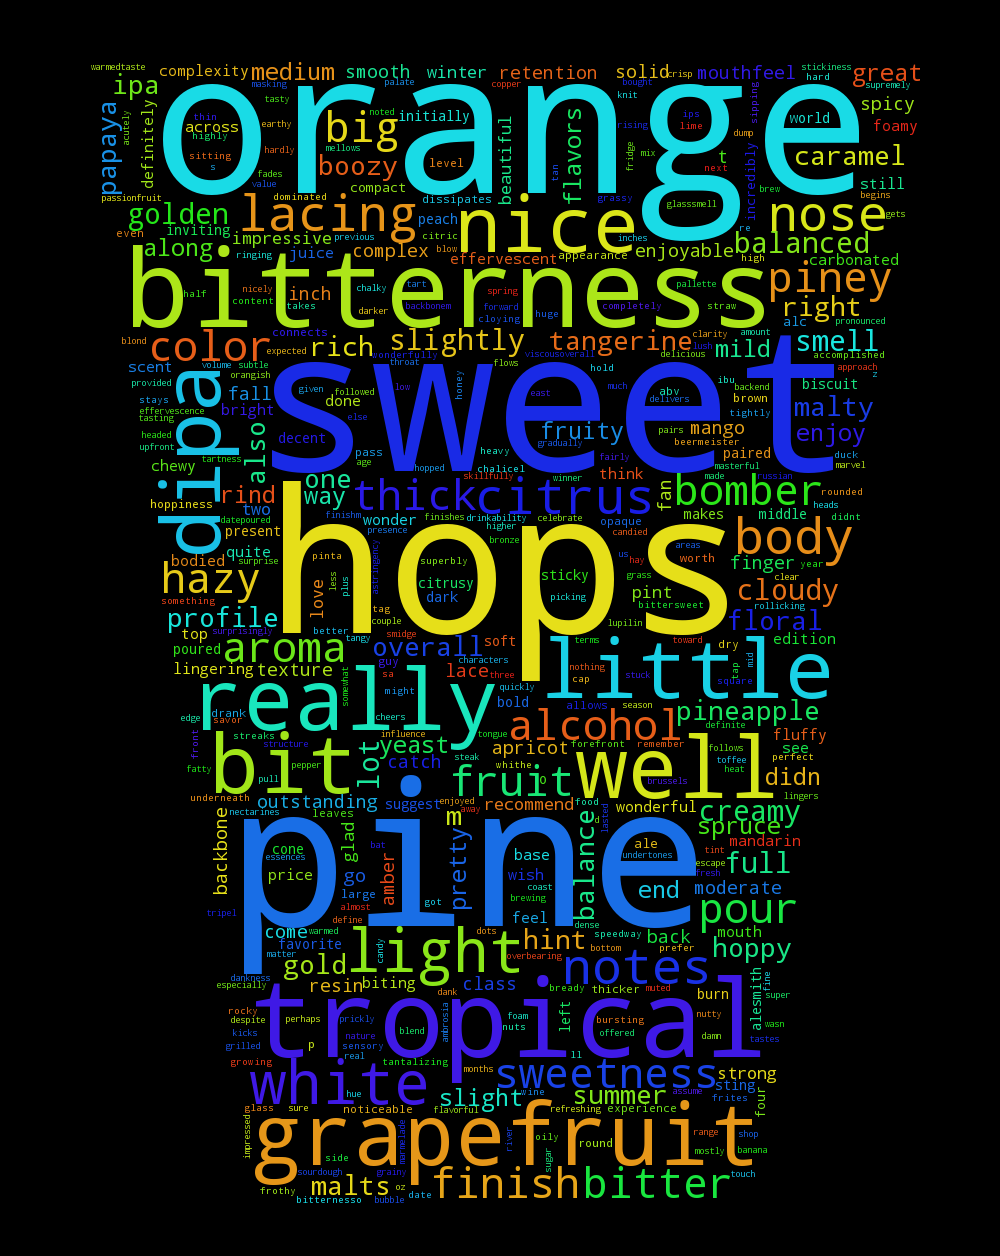 warmedtaste
complexity medium smooth winter retention solid crisp mouthfeel stickiness great
ipa masking palate copper bought hard supremely
orange
papaya acutely definitely thin tasty noted knit ips sipping spicy
across earthy big initially beautiful flavors rising lime world foamy
highly hardly mellows fridge mix dump
sitting boozy level tan next t caramel
s fades compact grassy incredibly brew still
passionfruit value dominated dissipates glasssmell begins
golden lacing peach nice re nose gets
even inviting previous citric inches balanced
along impressive complex blow appearance enjoyable high carbonated
ringing juice effervescent piney
bitterness
half nicely inch chalky tart spring pallette right
content takes darker backbonem forward huge completely straw pronounced
connects cloying clarity amount
blond color expected rich slightly tangerine lush mild smell
wonderfully viscousoverall delicious accomplished
scent volume subtle throat flows hold approach
stays orangish given slow honey east much abv ibu backend biscuit z
provided fall followed delivers brown malty
dipa effervescence bright done sweet pairs tightly
tasting else fruity mango enjoy
headed also decent gradually beermeister
upfront tartness pass hopped heavy fairly paired duck
chewy age chalicel skillfully think masterful marvel
one winner made russian
hoppiness rind way thick citrus fan bomber rounded
two datepoured finishm finishes drinkability celebrate makes middle heads
present wonder higher opaque didnt
quite presence bronze candied body
bodied surprise pinta superbly us areas finger year
hazy astringency hay worth
less plus citrusy sticky grass clear
something love dark picking pint cloudy
profile tag bittersweet rollicking
couple lupilin floral
top surprisingly better tangy smidge terms toward edition
poured aroma overall soft dry
lingering texture guy characters little tap mid
sa lace three nothing stuck square
really somewhat might quickly cap
edge drank bold allows season pineapple
savor cheers alcohol definite
front streaks influence tongue forefront remember follows fluffy
structure yeast apricot see
fatty bit pepper lot catch steak whithe well toffee perfect
pull fruit O brussels heat didn
underneath outstanding suggest enjoyed recommend food wonderful lingers
nectarines leaves m away d lasted creamy
backbone glad pretty spruce
cone bat base balance ale mandarin
essences amber wish undertones tint
price go pine escape full
large coast fresh
almost got brewing end moderate
tripel define feel dense pour
come warmed dots speedway mouth
favorite hint back
matter candy light bottom prefer hoppy
dankness gold overbearing notes
especially resin biting class bready thicker muted burn alesmith fine
rocky dank super
despite perhaps prickly foam left bursting nutty
kicks tropical nature blend ambrosia nuts offered damn wasn
grilled p sensory tastes
growing real tantalizing ll
months sweetness strong
white hue slight wine summer assume sting
frites
glass sure noticeable flavorful refreshing experience four
impressed marmelade river oily range shop
grapefruit round mostly
side sugar banana
sourdough grainy touch
frothy malts oz finish bitter
bitternesso bubble date